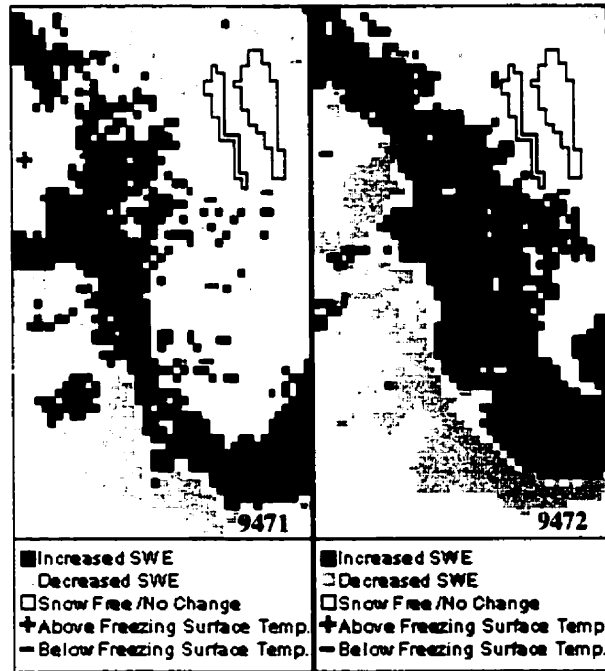 9471
9472
Increased SWE
Decreased SWE
Snow Free/No Change
+Above Freezing Surface Temp.
-Below Freezing Surface Temp.
Increased SWE
Decreased SWE
Snow Free/No Change
+Above Freezing Surface Temp.
-Below Freezing Surface Temp.